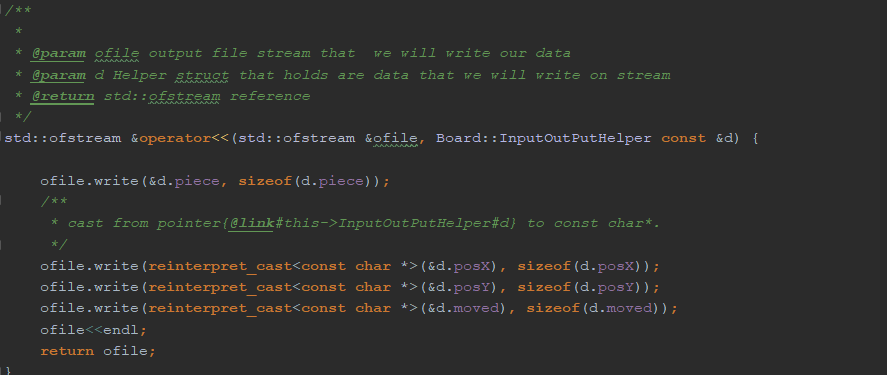 /**
 *
 * @param ofile output file stream that  we will write our data
 * @param d Helper struct that holds are data that we will write on stream
 * @return std::ofstream reference
 */
std::ofstream &operator<<(std::ofstream &ofile, Board::InputOutPutHelper const &d) {
    ofile.write(&d.piece, sizeof(d.piece));
    /**
     * cast from pointer{@link#this->InputOutPutHelper#d} to const char*.
     */
    ofile.write(reinterpret_cast<const char *>(&d.posX), sizeof(d.posX));
    ofile.write(reinterpret_cast<const char *>(&d.posY), sizeof(d.posY));
    ofile.write(reinterpret_cast<const char *>(&d.moved), sizeof(d.moved));
    ofile<<endl;
    return ofile;
}